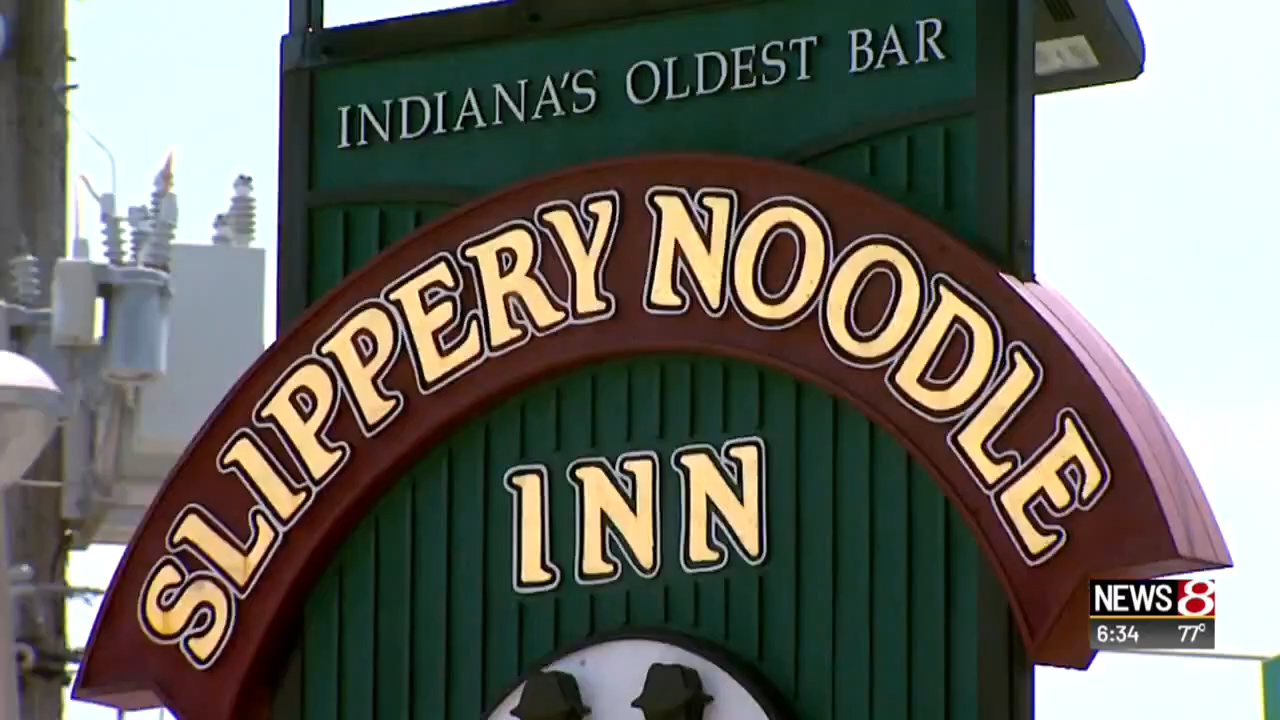 INDIANA'S OLDEST BAR
SLIPPERY NOODLE
INN
NEWS 8
6:34 77°